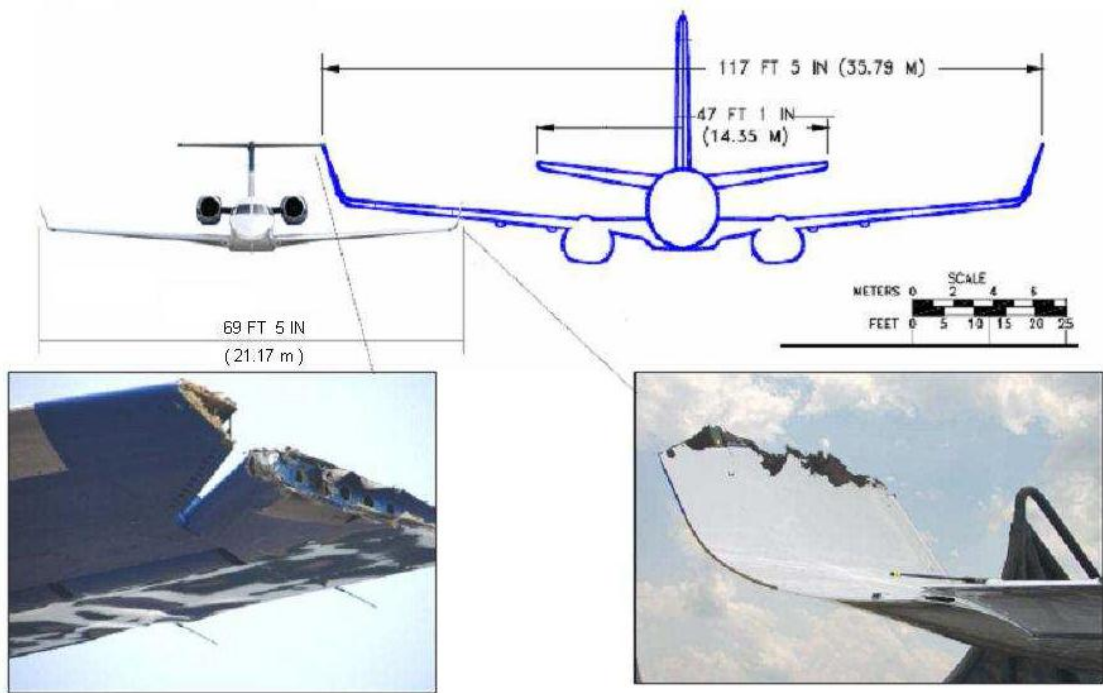 117 FT 5 IN (35.79 M)
47 FT 1 IN
(14.35 M)
SCALE
METERS 0 2 4 6
FEET 0 5 10 15 20 25
69 FT 5 IN
(21.17 m)